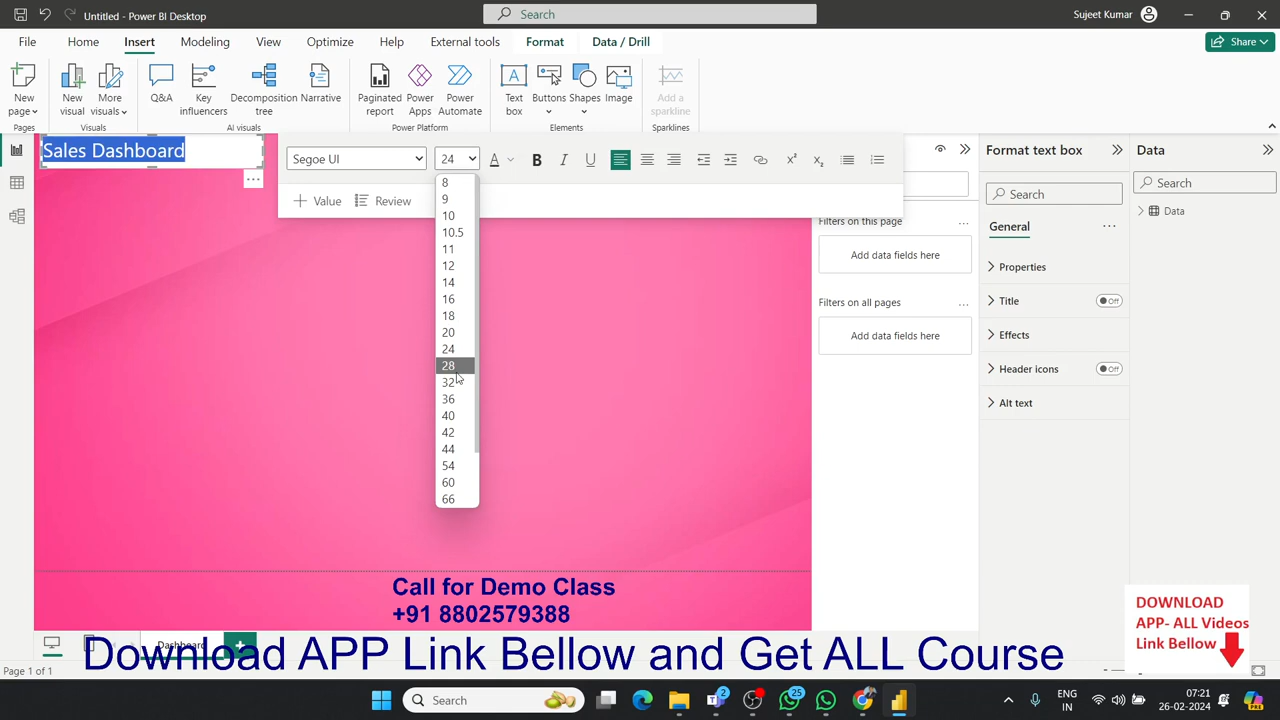 Untitled - Power BI Desktop
Search
Sujeet Kumar
File
Home
Insert
Modeling
View
Optimize
Help
External tools
Format
Data / Drill
Share
New page
New visual
More visuals
Q&A
Key influencers
Decomposition tree
Narrative
Paginated report
Power Apps
Power Automate
Text box
Buttons
Shapes
Image
Add a sparkline
Pages
Visuals
AI visuals
Power Platform
Elements
Sparklines
Sales Dashboard
Segoe UI
24
A
B
I
U
Value
Review
8
9
10
10.5
11
12
14
16
18
20
24
28
32
36
40
42
44
54
60
66
Filters on this page
Add data fields here
Filters on all pages
Add data fields here
Format text box
Search
General
Properties
Title
Off
Effects
Header icons
Off
Alt text
Data
Search
Data
Call for Demo Class
+91 8802579388
Download APP Link Bellow and Get ALL Course
DOWNLOAD
APP- ALL Videos
Link Bellow
Dashboard
Page 1 of 1
Search
2
25
ENG
IN
07:21
26-02-2024